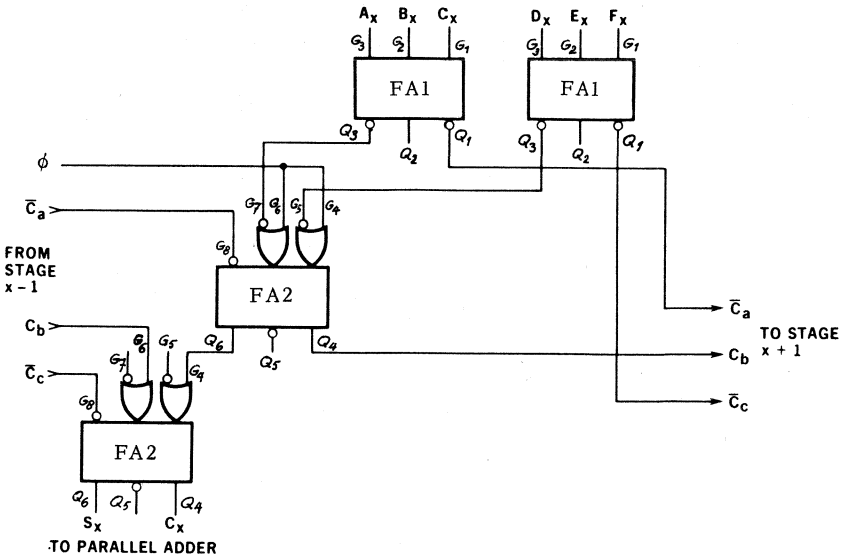 Ax Bx Cx Dx Ex Fx
G3 G2 G1 G3 G2 G1
FA1 FA1
Q3 Q2 Q1 Q3 Q2 Q1
ϕ
C̅a
G7 G6 G5 G4
G8
FROM
STAGE
x – 1
FA2
C̅a
Cb
Q6 Q5 Q4
TO STAGE
x + 1
G7 G6 G5 G4
Cb
C̅c
C̅c
G8
FA2
Q6 Q5 Q4
Sx Cx
TO PARALLEL ADDER